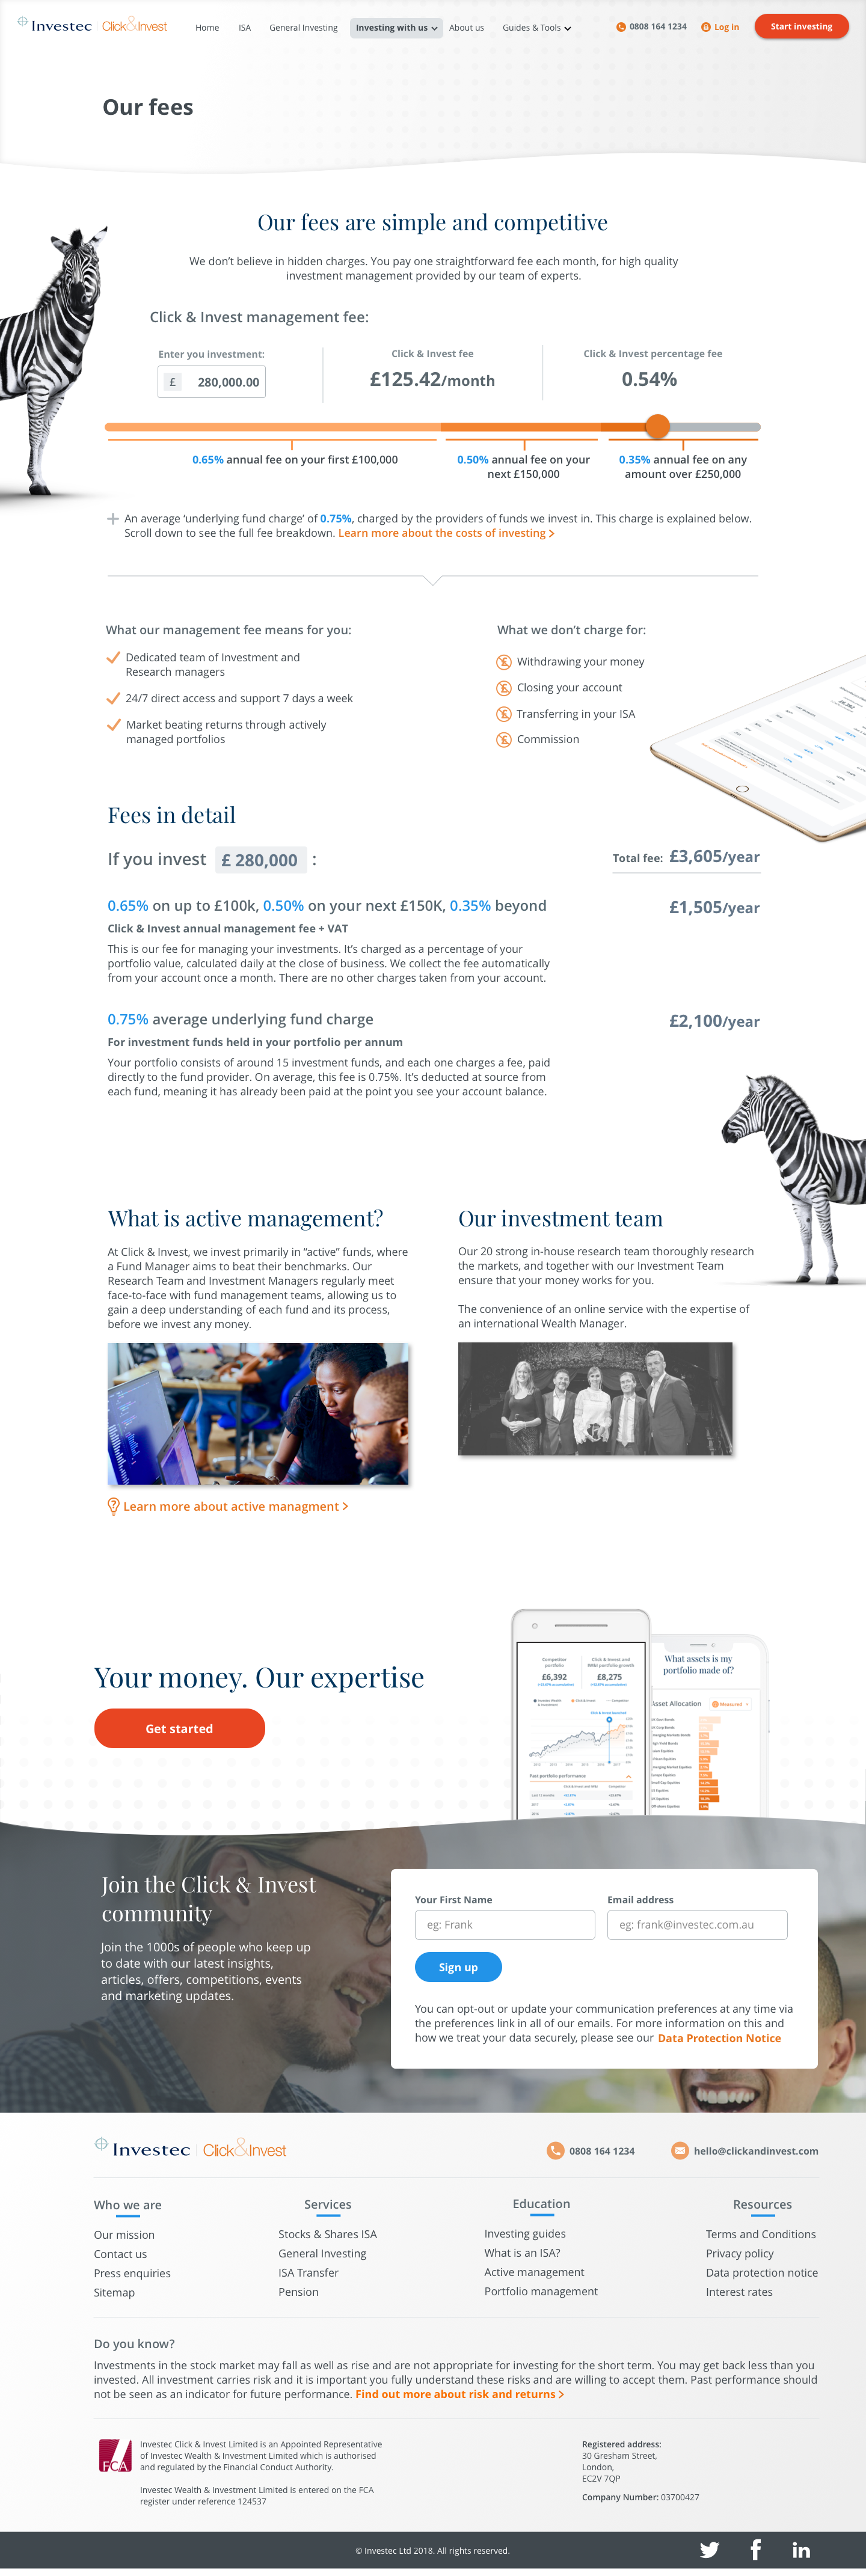 Investec Click&Invest
Home ISA General Investing Investing with us About us Guides & Tools 0808 164 1234 Log in Start investing
Our fees
Our fees are simple and competitive
We don't believe in hidden charges. You pay one straightforward fee each month, for high quality
investment management provided by our team of experts.
Click & Invest management fee:
Enter you investment:
£ 280,000.00
Click & Invest fee
£125.42/month
Click & Invest percentage fee
0.54%
0.65% annual fee on your first £100,000
0.50% annual fee on your
next £150,000
0.35% annual fee on any
amount over £250,000
An average 'underlying fund charge' of 0.75%, charged by the providers of funds we invest in. This charge is explained below.
Scroll down to see the full fee breakdown. Learn more about the costs of investing >
What our management fee means for you:
Dedicated team of Investment and
Research managers
24/7 direct access and support 7 days a week
Market beating returns through actively
managed portfolios
What we don't charge for:
Withdrawing your money
Closing your account
Transferring in your ISA
Commission
Fees in detail
If you invest £ 280,000 :
Total fee: £3,605/year
0.65% on up to £100k, 0.50% on your next £150K, 0.35% beyond
£1,505/year
Click & Invest annual management fee + VAT
This is our fee for managing your investments. It's charged as a percentage of your
portfolio value, calculated daily at the close of business. We collect the fee automatically
from your account once a month. There are no other charges taken from your account.
0.75% average underlying fund charge
£2,100/year
For investment funds held in your portfolio per annum
Your portfolio consists of around 15 investment funds, and each one charges a fee, paid
directly to the fund provider. On average, this fee is 0.75%. It's deducted at source from
each fund, meaning it has already been paid at the point you see your account balance.
What is active management?
At Click & Invest, we invest primarily in "active" funds, where
a Fund Manager aims to beat their benchmarks. Our
Research Team and Investment Managers regularly meet
face-to-face with fund management teams, allowing us to
gain a deep understanding of each fund and its process,
before we invest any money.
Learn more about active managment >
Our investment team
Our 20 strong in-house research team thoroughly research
the markets, and together with our Investment Team
ensure that your money works for you.
The convenience of an online service with the expertise of
an international Wealth Manager.
Your money. Our expertise
Get started
Competitor
portfolio
£6,392
Click & Invest and
portfolio growth
£8,275
Past portfolio performance
What assets is my
portfolio made of?
Asset Allocation
Measured
Join the Click & Invest
community
Join the 1000s of people who keep up
to date with our latest insights,
articles, offers, competitions, events
and marketing updates.
Your First Name
eg: Frank
Email address
eg: frank@investec.com.au
Sign up
You can opt-out or update your communication preferences at any time via
the preferences link in all of our emails. For more information on this and
how we treat your data securely, please see our Data Protection Notice
Investec Click&Invest
0808 164 1234
hello@clickandinvest.com
Who we are
Our mission
Contact us
Press enquiries
Sitemap
Services
Stocks & Shares ISA
General Investing
ISA Transfer
Pension
Education
Investing guides
What is an ISA?
Active management
Portfolio management
Resources
Terms and Conditions
Privacy policy
Data protection notice
Interest rates
Do you know?
Investments in the stock market may fall as well as rise and are not appropriate for investing for the short term. You may get back less than you
invested. All investment carries risk and it is important you fully understand these risks and are willing to accept them. Past performance should
not be seen as an indicator for future performance. Find out more about risk and returns >
FCA
Investec Click & Invest Limited is an Appointed Representative
of Investec Wealth & Investment Limited which is authorised
and regulated by the Financial Conduct Authority.
Investec Wealth & Investment Limited is entered on the FCA
register under reference 124537
Registered address:
30 Gresham Street,
London,
EC2V 7QP
Company Number: 03700427
© Investec Ltd 2018. All rights reserved.